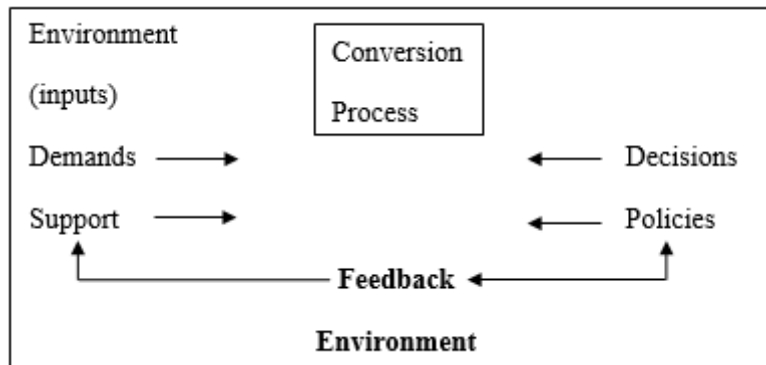 Environment
(inputs)
Conversion
Process
Demands
Decisions
Support
Policies
Feedback
Environment